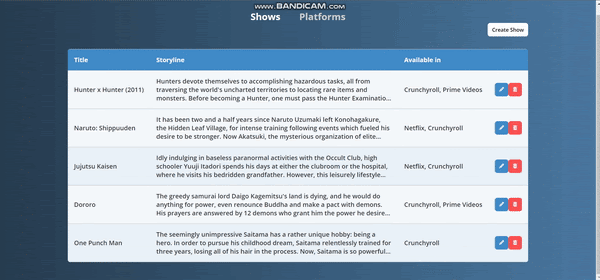 www.BANDICAM.com
Shows Platforms
Create Show
Title Storyline Available in
Hunters devote themselves to accomplishing hazardous tasks, all from
Hunter x Hunter (2011) traversing the world's uncharted territories to locating rare items and Crunchyroll, Prime Videos
monsters. Before becoming a Hunter, one must pass the Hunter Examinatio...
It has been two and a half years since Naruto Uzumaki left Konohagakure,
Naruto: Shippuuden the Hidden Leaf Village, for intense training following events which fueled his Netflix, Crunchyroll
desire to be stronger. Now Akatsuki, the mysterious organization of elite...
Idly indulging in baseless paranormal activities with the Occult Club, high
Jujutsu Kaisen schooler Yuuji Itadori spends his days at either the clubroom or the hospital, Netflix, Crunchyroll
where he visits his bedridden grandfather. However, this leisurely lifestyle...
The greedy samurai lord Daigo Kagemitsu's land is dying, and he would do
Dororo anything for power, even renounce Buddha and make a pact with demons. Crunchyroll, Prime Videos
His prayers are answered by 12 demons who grant him the power he desire...
The seemingly unimpressive Saitama has a rather unique hobby: being a
One Punch Man hero. In order to pursue his childhood dream, Saitama relentlessly trained for Crunchyroll
three years, losing all of his hair in the process. Now, Saitama is so powerful...